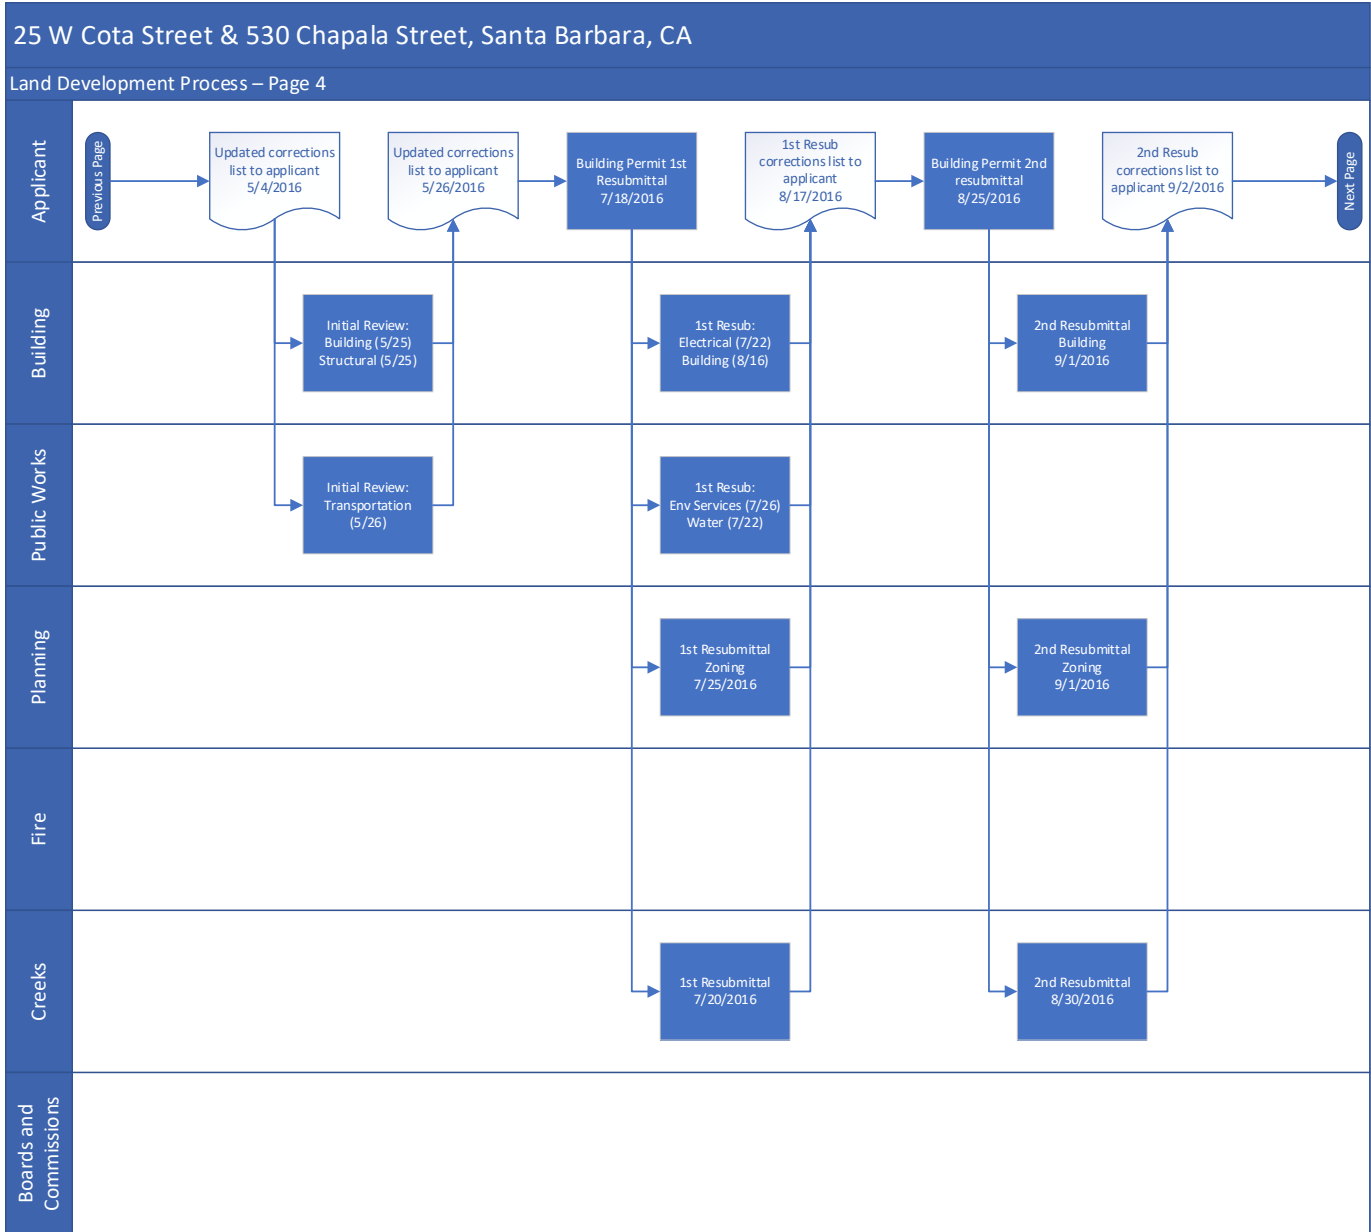 25 W Cota Street & 530 Chapala Street, Santa Barbara, CA
Land Development Process – Page 4
Applicant
Previous Page
Updated corrections
list to applicant
5/4/2016
Updated corrections
list to applicant
5/26/2016
Building Permit 1st
Resubmittal
7/18/2016
1st Resub
corrections list to
applicant
8/17/2016
Building Permit 2nd
resubmittal
8/25/2016
2nd Resub
corrections list to
applicant 9/2/2016
Next Page
Building
Initial Review:
Building (5/25)
Structural (5/25)
1st Resub:
Electrical (7/22)
Building (8/16)
2nd Resubmittal
Building
9/1/2016
Public Works
Initial Review:
Transportation
(5/26)
1st Resub:
Env Services (7/26)
Water (7/22)
Planning
1st Resubmittal
Zoning
7/25/2016
2nd Resubmittal
Zoning
9/1/2016
Fire
Creeks
1st Resubmittal
7/20/2016
2nd Resubmittal
8/30/2016
Boards and
Commissions